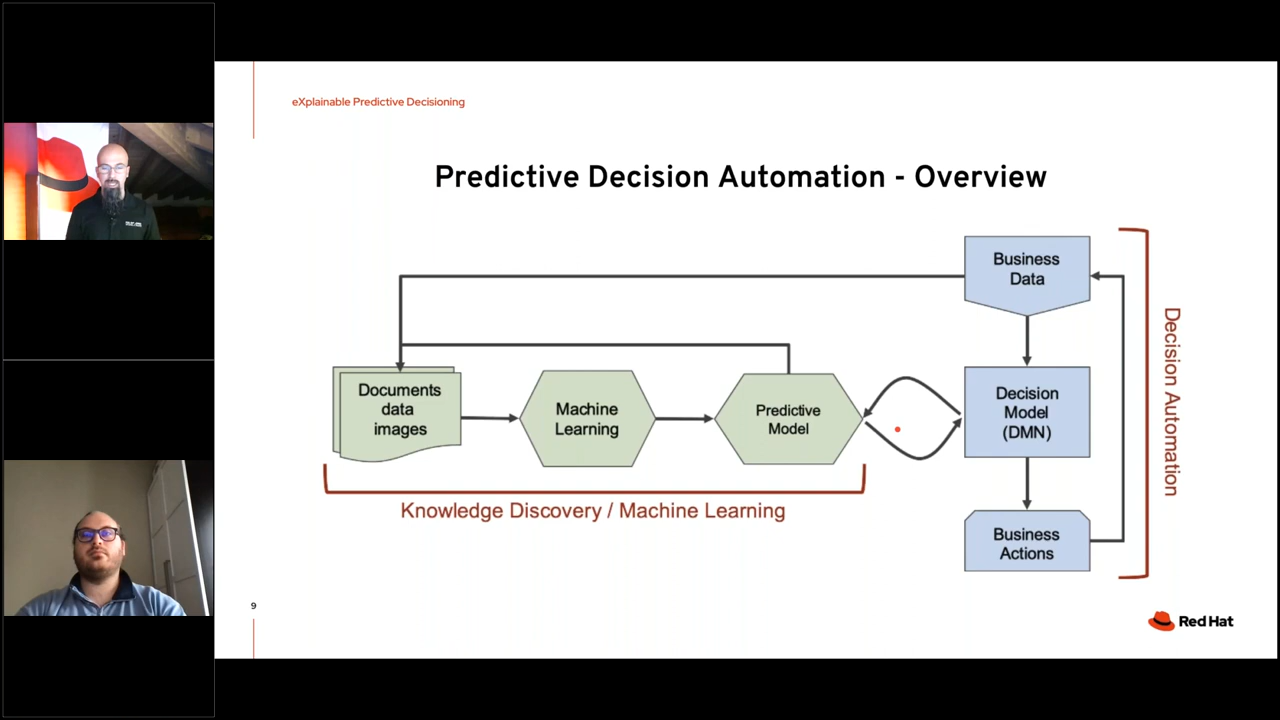 eXplainable Predictive Decisioning
Predictive Decision Automation - Overview
Business
Data
Documents
data
images
Machine
Learning
Predictive
Model
Decision
Model
(DMN)
Decision Automation
Knowledge Discovery / Machine Learning
Business
Actions
9
Red Hat